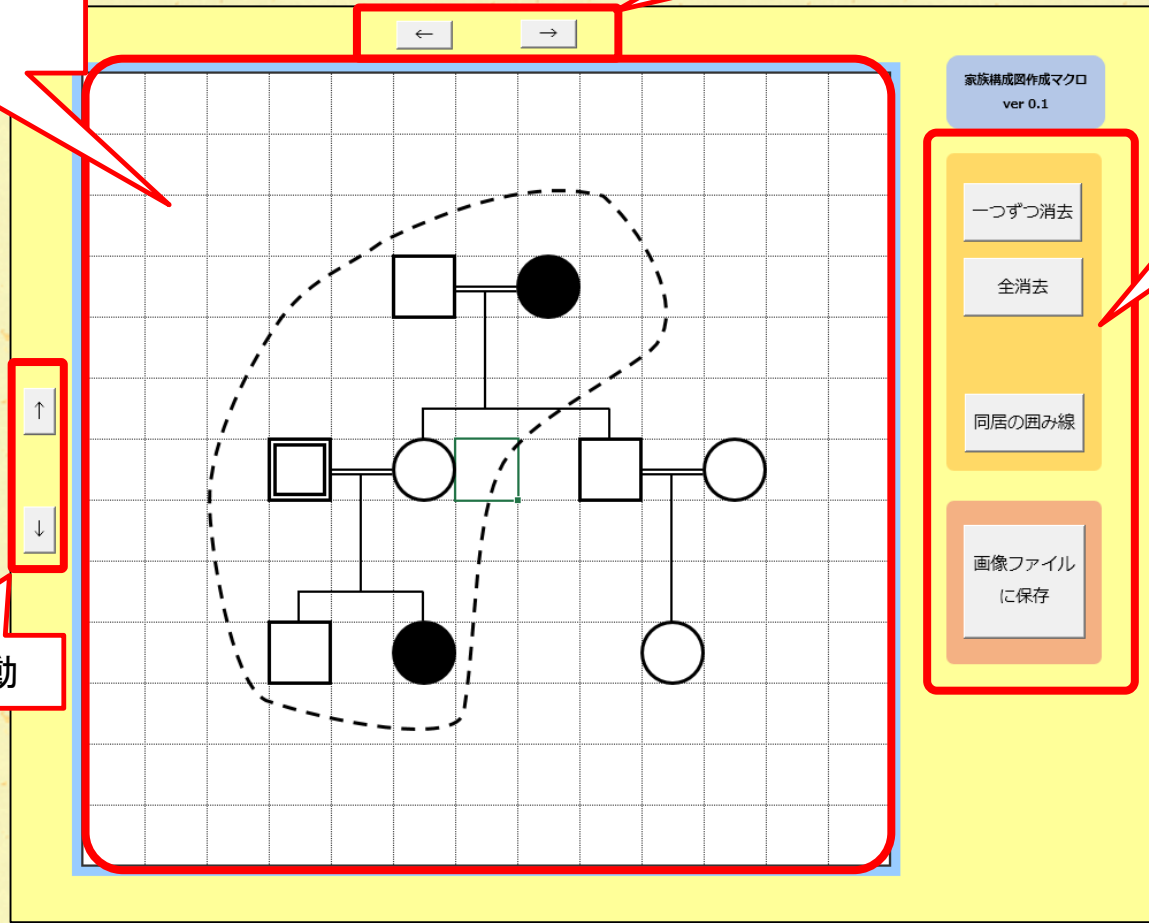 ← →
家族構成図作成マクロ
ver 0.1
一つずつ消去
全消去
↑
同居の囲み線
↓
画像ファイル
に保存
動